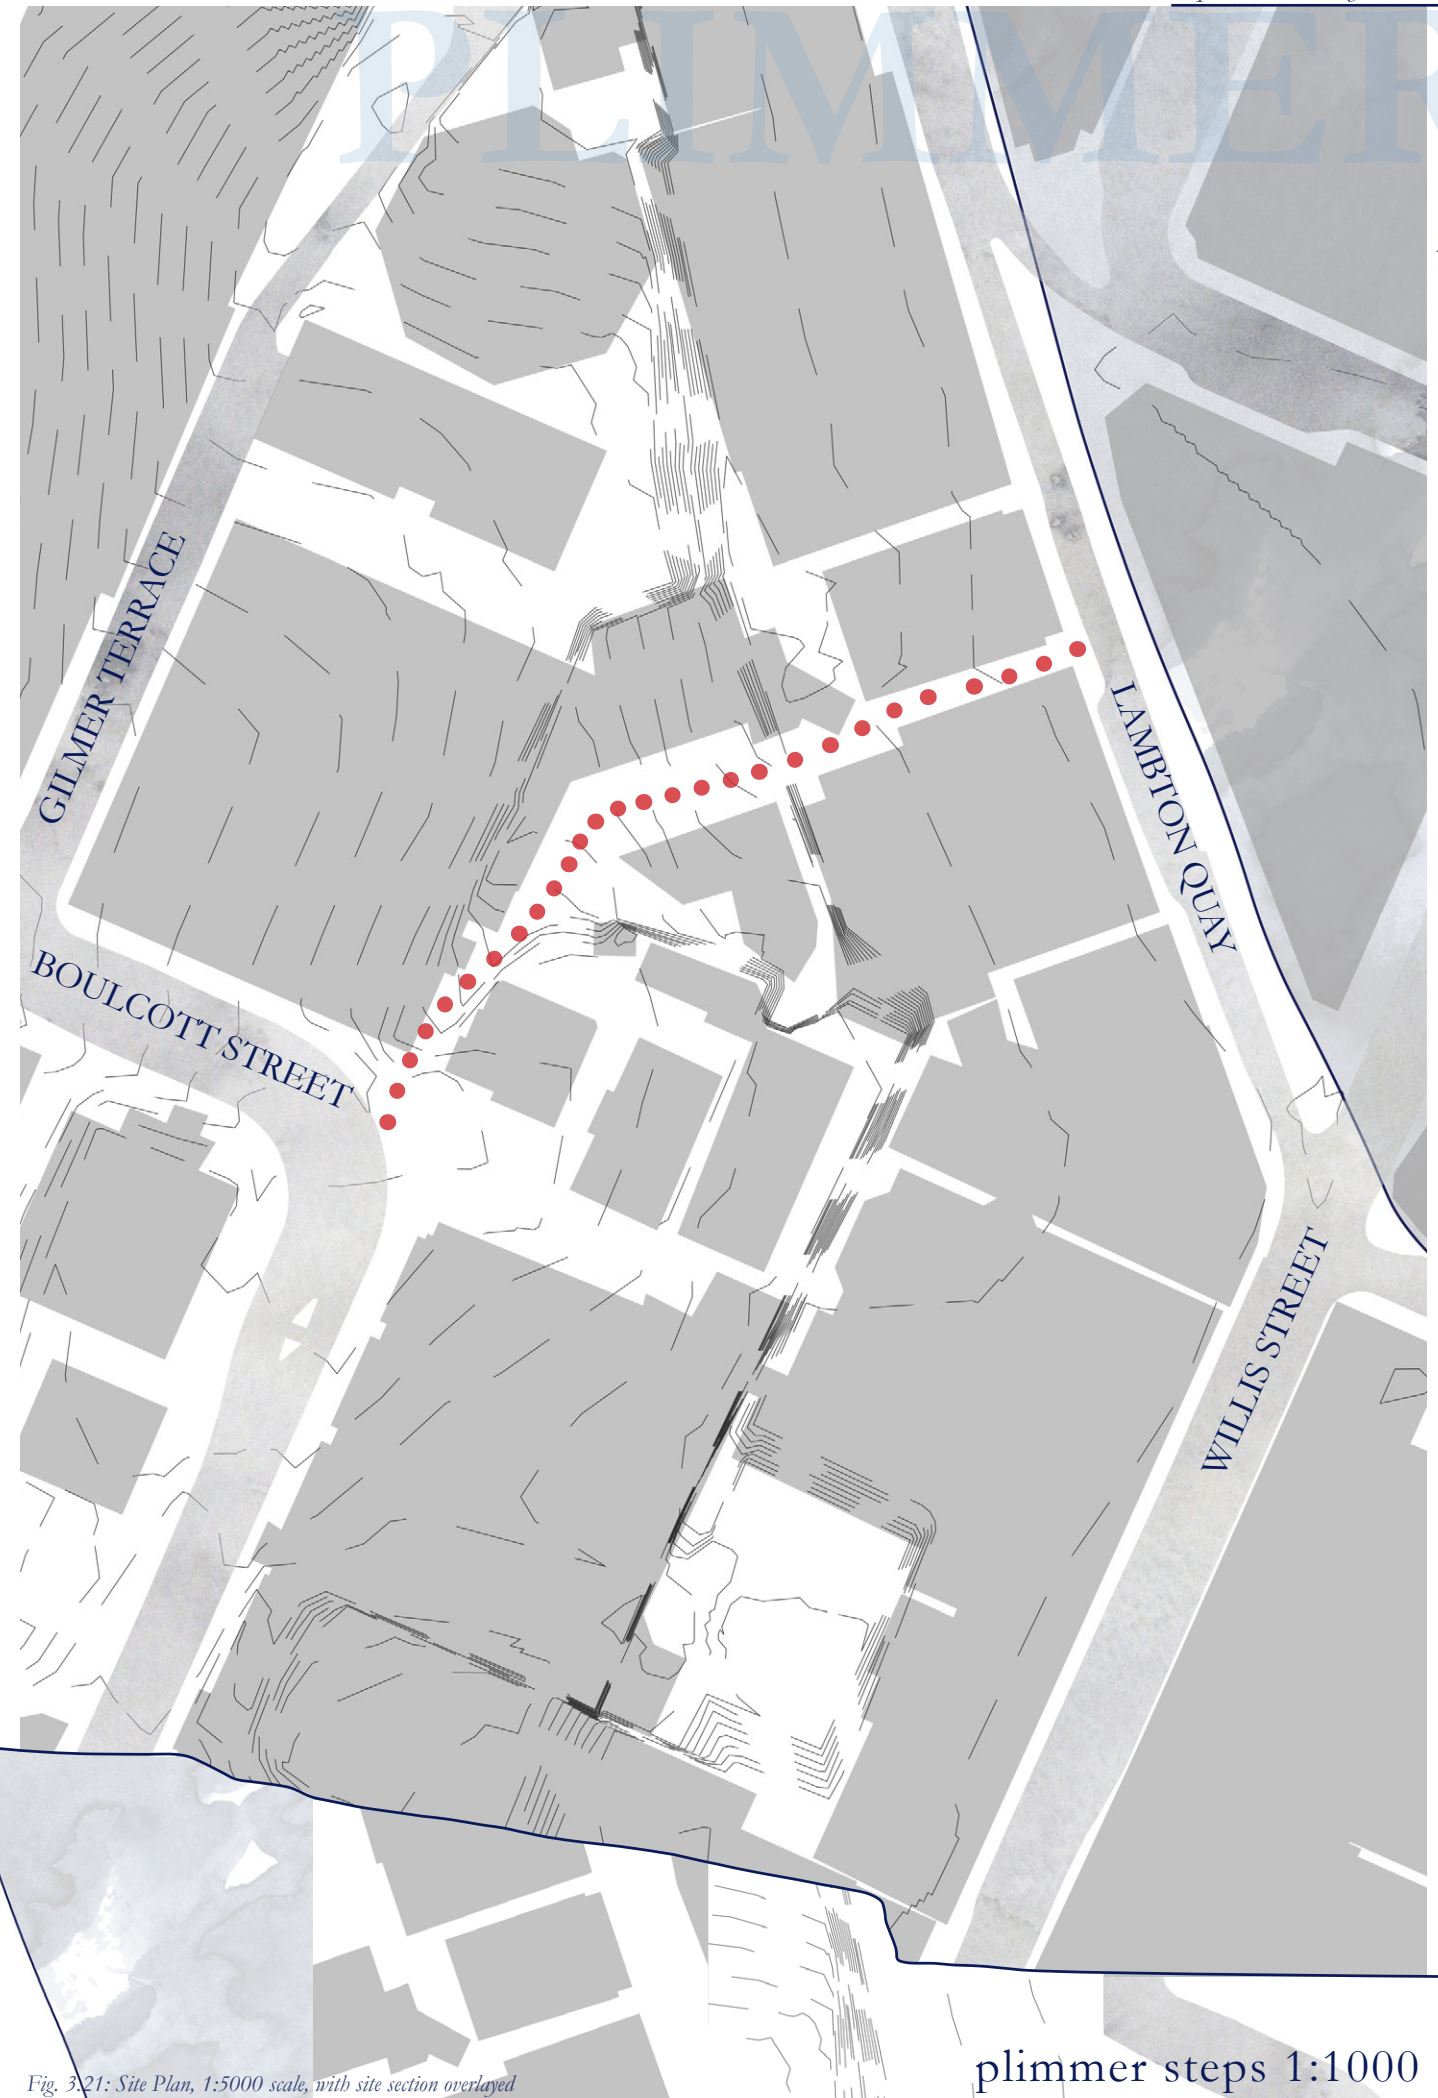 PLIMMER
GILMER TERRACE
LAMBTON QUAY
BOULCOTT STREET
WILLIS STREET
plimmer steps 1:1000
Fig. 3.21: Site Plan, 1:5000 scale, with site section overlayed